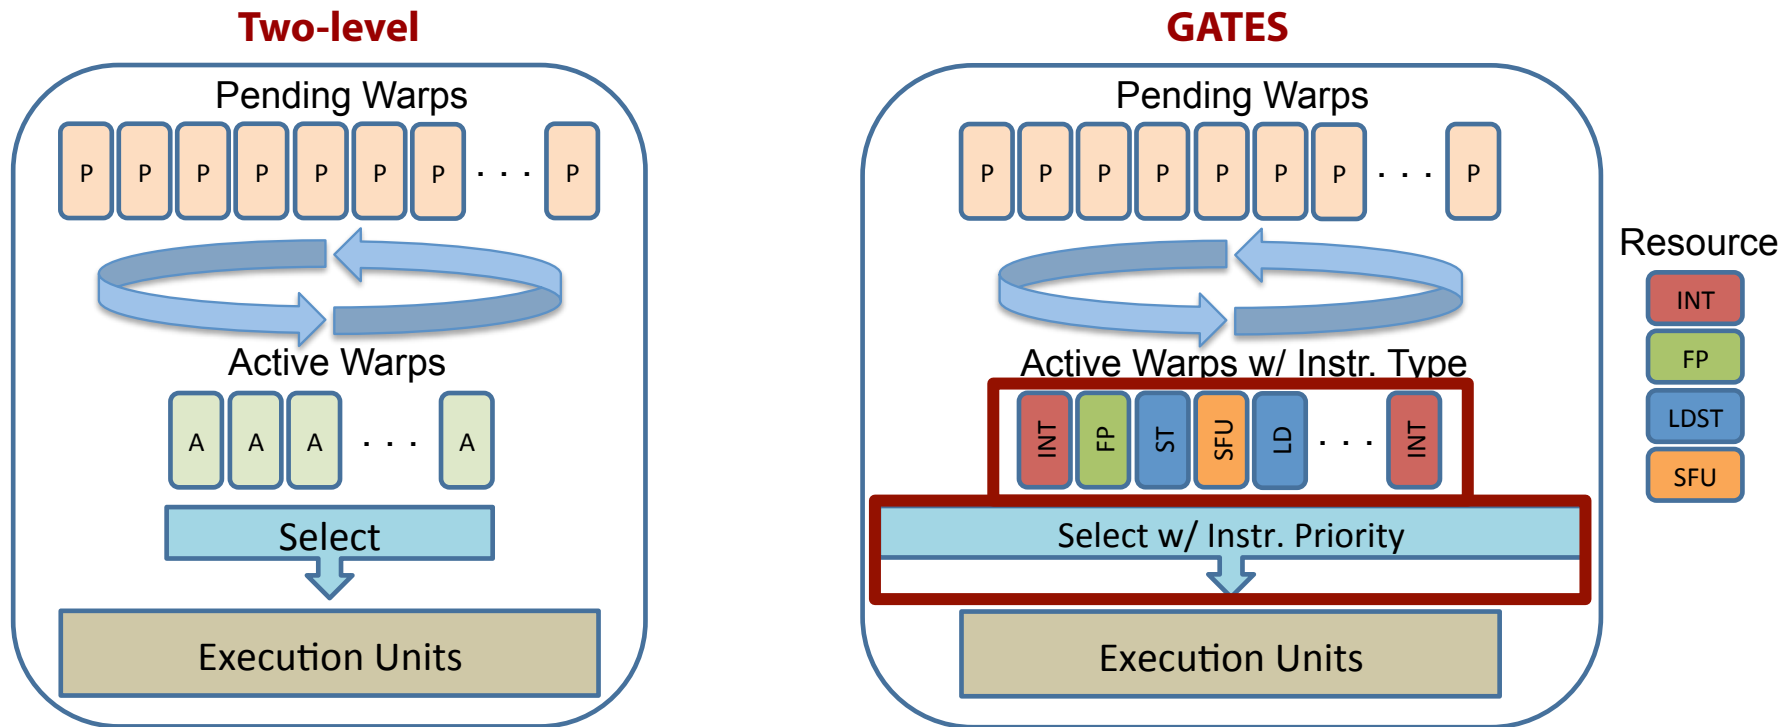 Two-level
Pending Warps
P P P P P P P . . . P
Active Warps
A A A . . . A
Select
Execution Units
GATES
Pending Warps
P P P P P P P . . . P
Active Warps w/ Instr. Type
INT FP ST SFU LD . . . INT
Select w/ Instr. Priority
Execution Units
Resource
INT
FP
LDST
SFU